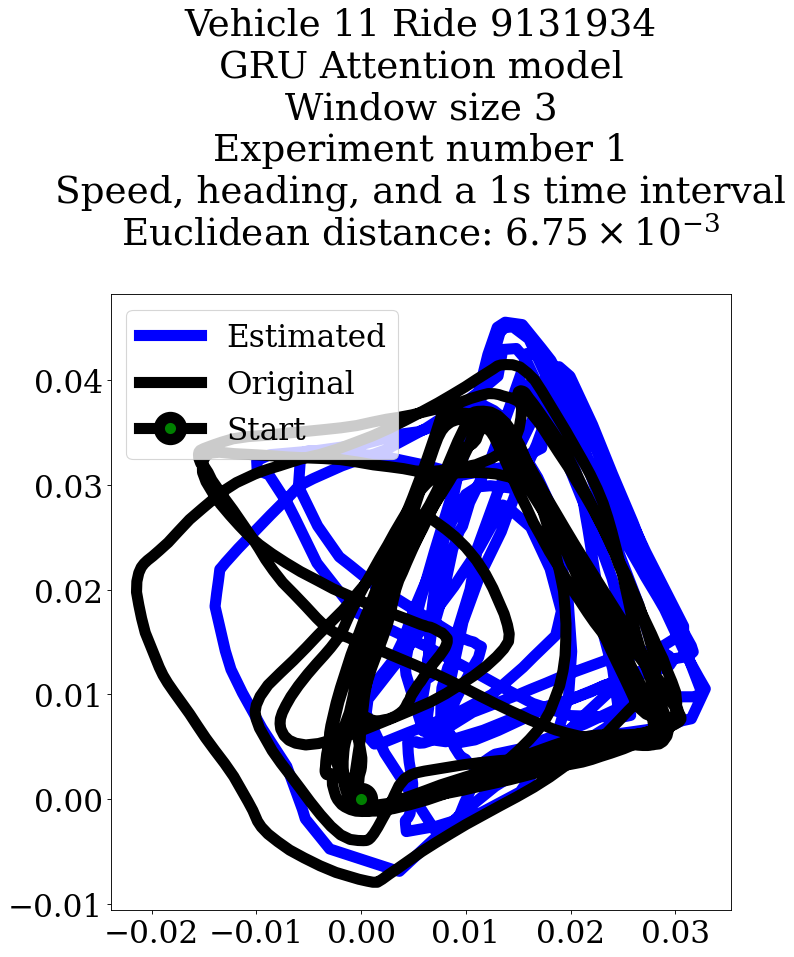 Vehicle 11 Ride 9131934
GRU Attention model
Window size 3
Experiment number 1
Speed, heading, and a 1s time interval
Euclidean distance: 6.75 × 10⁻³
Estimated
Original
Start
0.04
0.03
0.02
0.01
0.00
−0.01
−0.02 −0.01 0.00 0.01 0.02 0.03